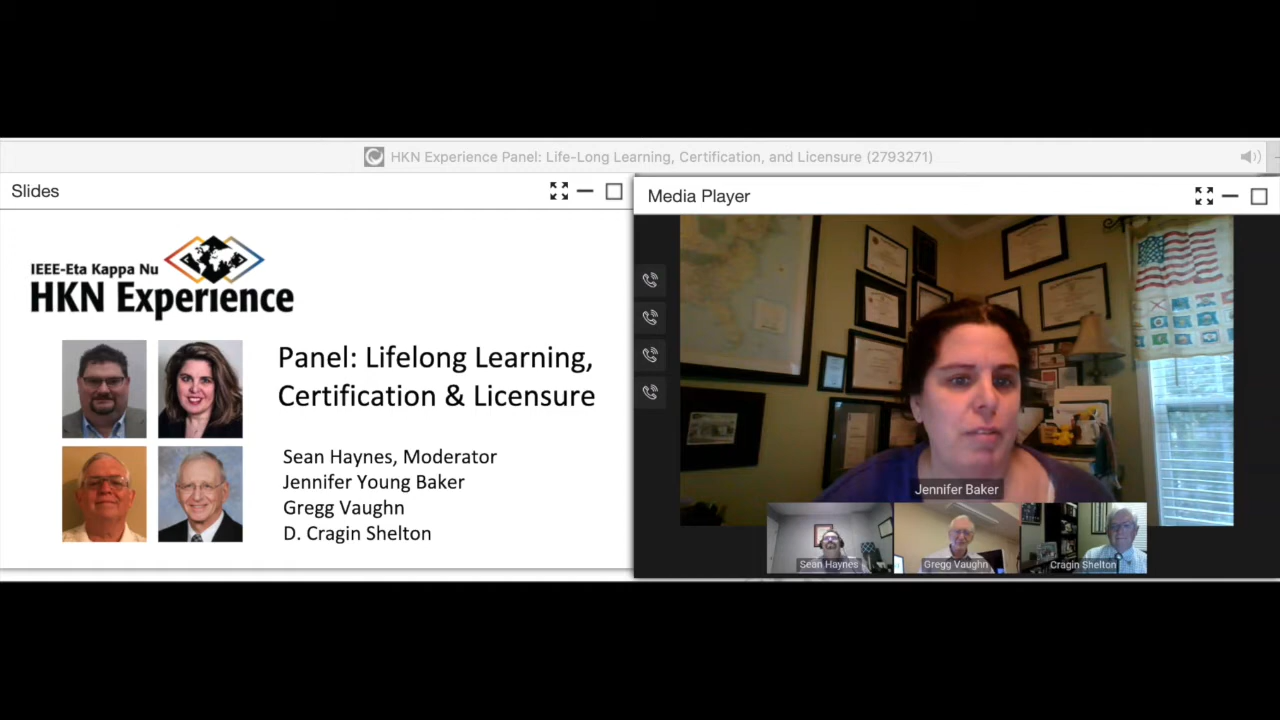 HKN Experience Panel: Life-Long Learning, Certification, and Licensure (2793271)
Slides
IEEE-Eta Kappa Nu
HKN Experience
Panel: Lifelong Learning,
Certification & Licensure
Sean Haynes, Moderator
Jennifer Young Baker
Gregg Vaughn
D. Cragin Shelton
Media Player
Jennifer Baker
Sean Haynes
Gregg Vaughn
Cragin Shelton